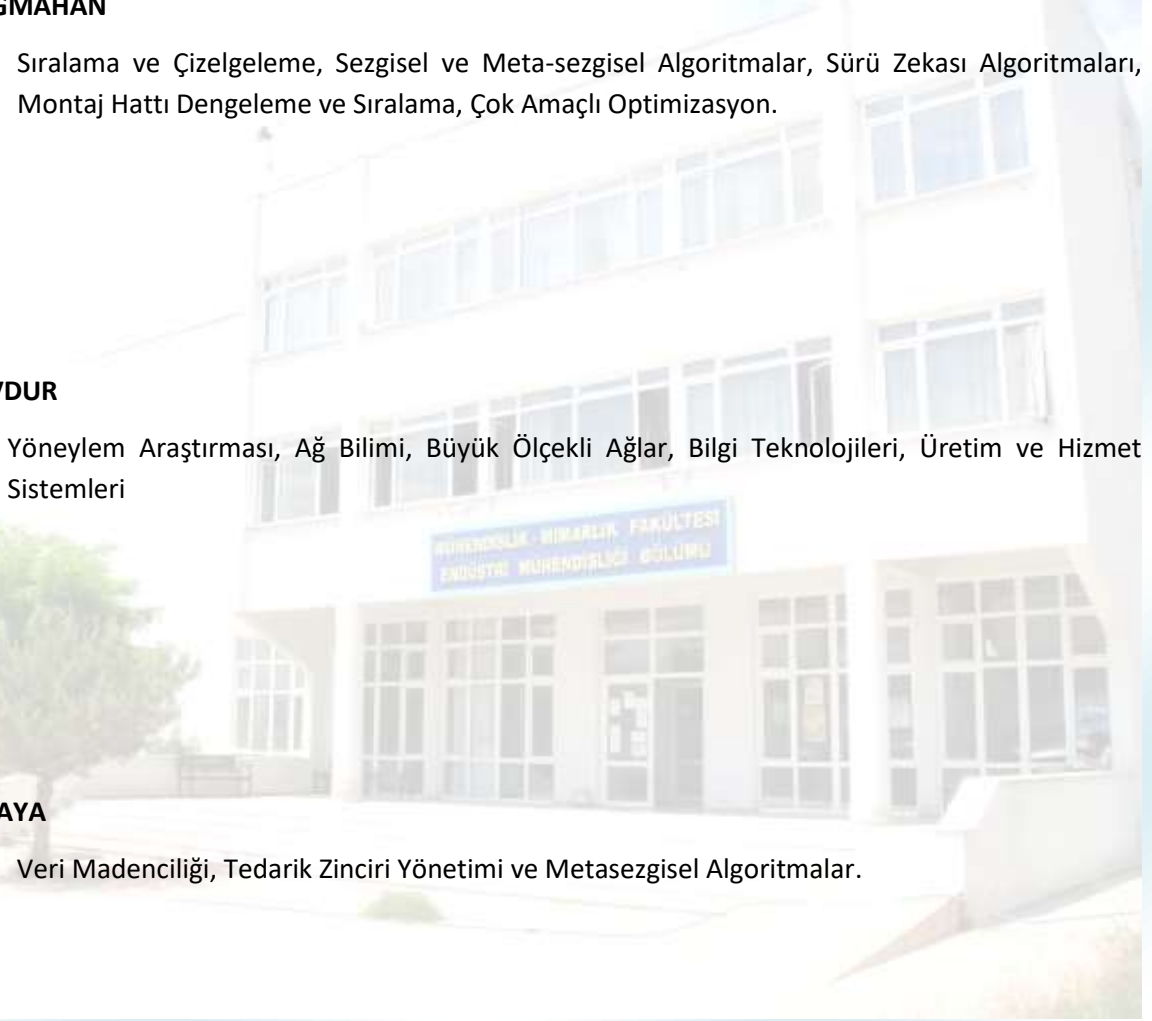 GMAHAN
Sıralama ve Çizelgeleme, Sezgisel ve Meta-sezgisel Algoritmalar, Sürü Zekası Algoritmaları,
Montaj Hattı Dengeleme ve Sıralama, Çok Amaçlı Optimizasyon.
VDUR
Yöneylem Araştırması, Ağ Bilimi, Büyük Ölçekli Ağlar, Bilgi Teknolojileri, Üretim ve Hizmet
Sistemleri
MÜHENDİSLİK - MİMARLIK FAKÜLTESİ
ENDÜSTRİ MÜHENDİSLİĞİ BÖLÜMÜ
AYA
Veri Madenciliği, Tedarik Zinciri Yönetimi ve Metasezgisel Algoritmalar.